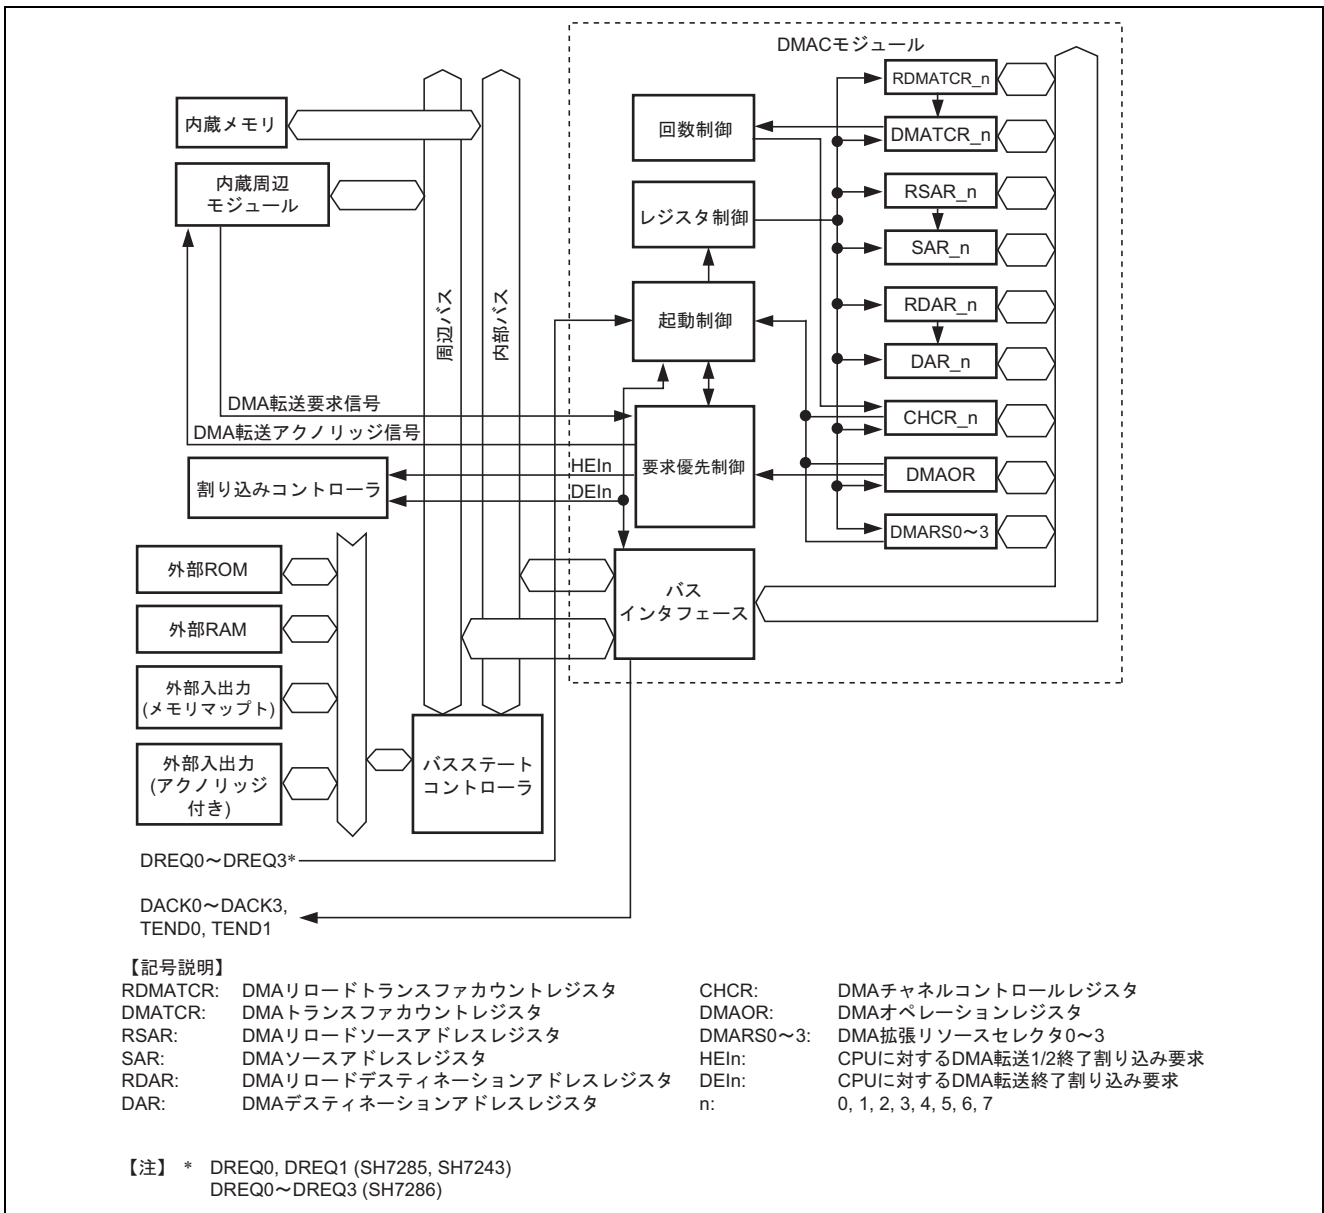 DMACモジュール
RDMATCR_n
内蔵メモリ
回数制御
DMATCR_n
内蔵周辺
モジュール
RSAR_n
レジスタ制御
SAR_n
周辺バス
内部バス
起動制御
RDAR_n
DAR_n
DMA転送要求信号
CHCR_n
DMA転送アクノリッジ信号
要求優先制御
HEIn
DMAOR
割り込みコントローラ
DEIn
DMARS0～3
外部ROM
バス
インタフェース
外部RAM
外部入出力
(メモリマップト)
バスステート
コントローラ
外部入出力
(アクノリッジ
付き)
DREQ0～DREQ3*
DACK0～DACK3,
TEND0, TEND1
【記号説明】
RDMATCR: DMAリロードトランスファカウントレジスタ
DMATCR: DMAトランスファカウントレジスタ
RSAR: DMAリロードソースアドレスレジスタ
SAR: DMAソースアドレスレジスタ
RDAR: DMAリロードデスティネーションアドレスレジスタ
DAR: DMAデスティネーションアドレスレジスタ
CHCR: DMAチャネルコントロールレジスタ
DMAOR: DMAオペレーションレジスタ
DMARS0～3: DMA拡張リソースセレクタ0～3
HEIn: CPUに対するDMA転送1/2終了割り込み要求
DEIn: CPUに対するDMA転送終了割り込み要求
n: 0, 1, 2, 3, 4, 5, 6, 7
【注】 * DREQ0, DREQ1 (SH7285, SH7243)
DREQ0～DREQ3 (SH7286)